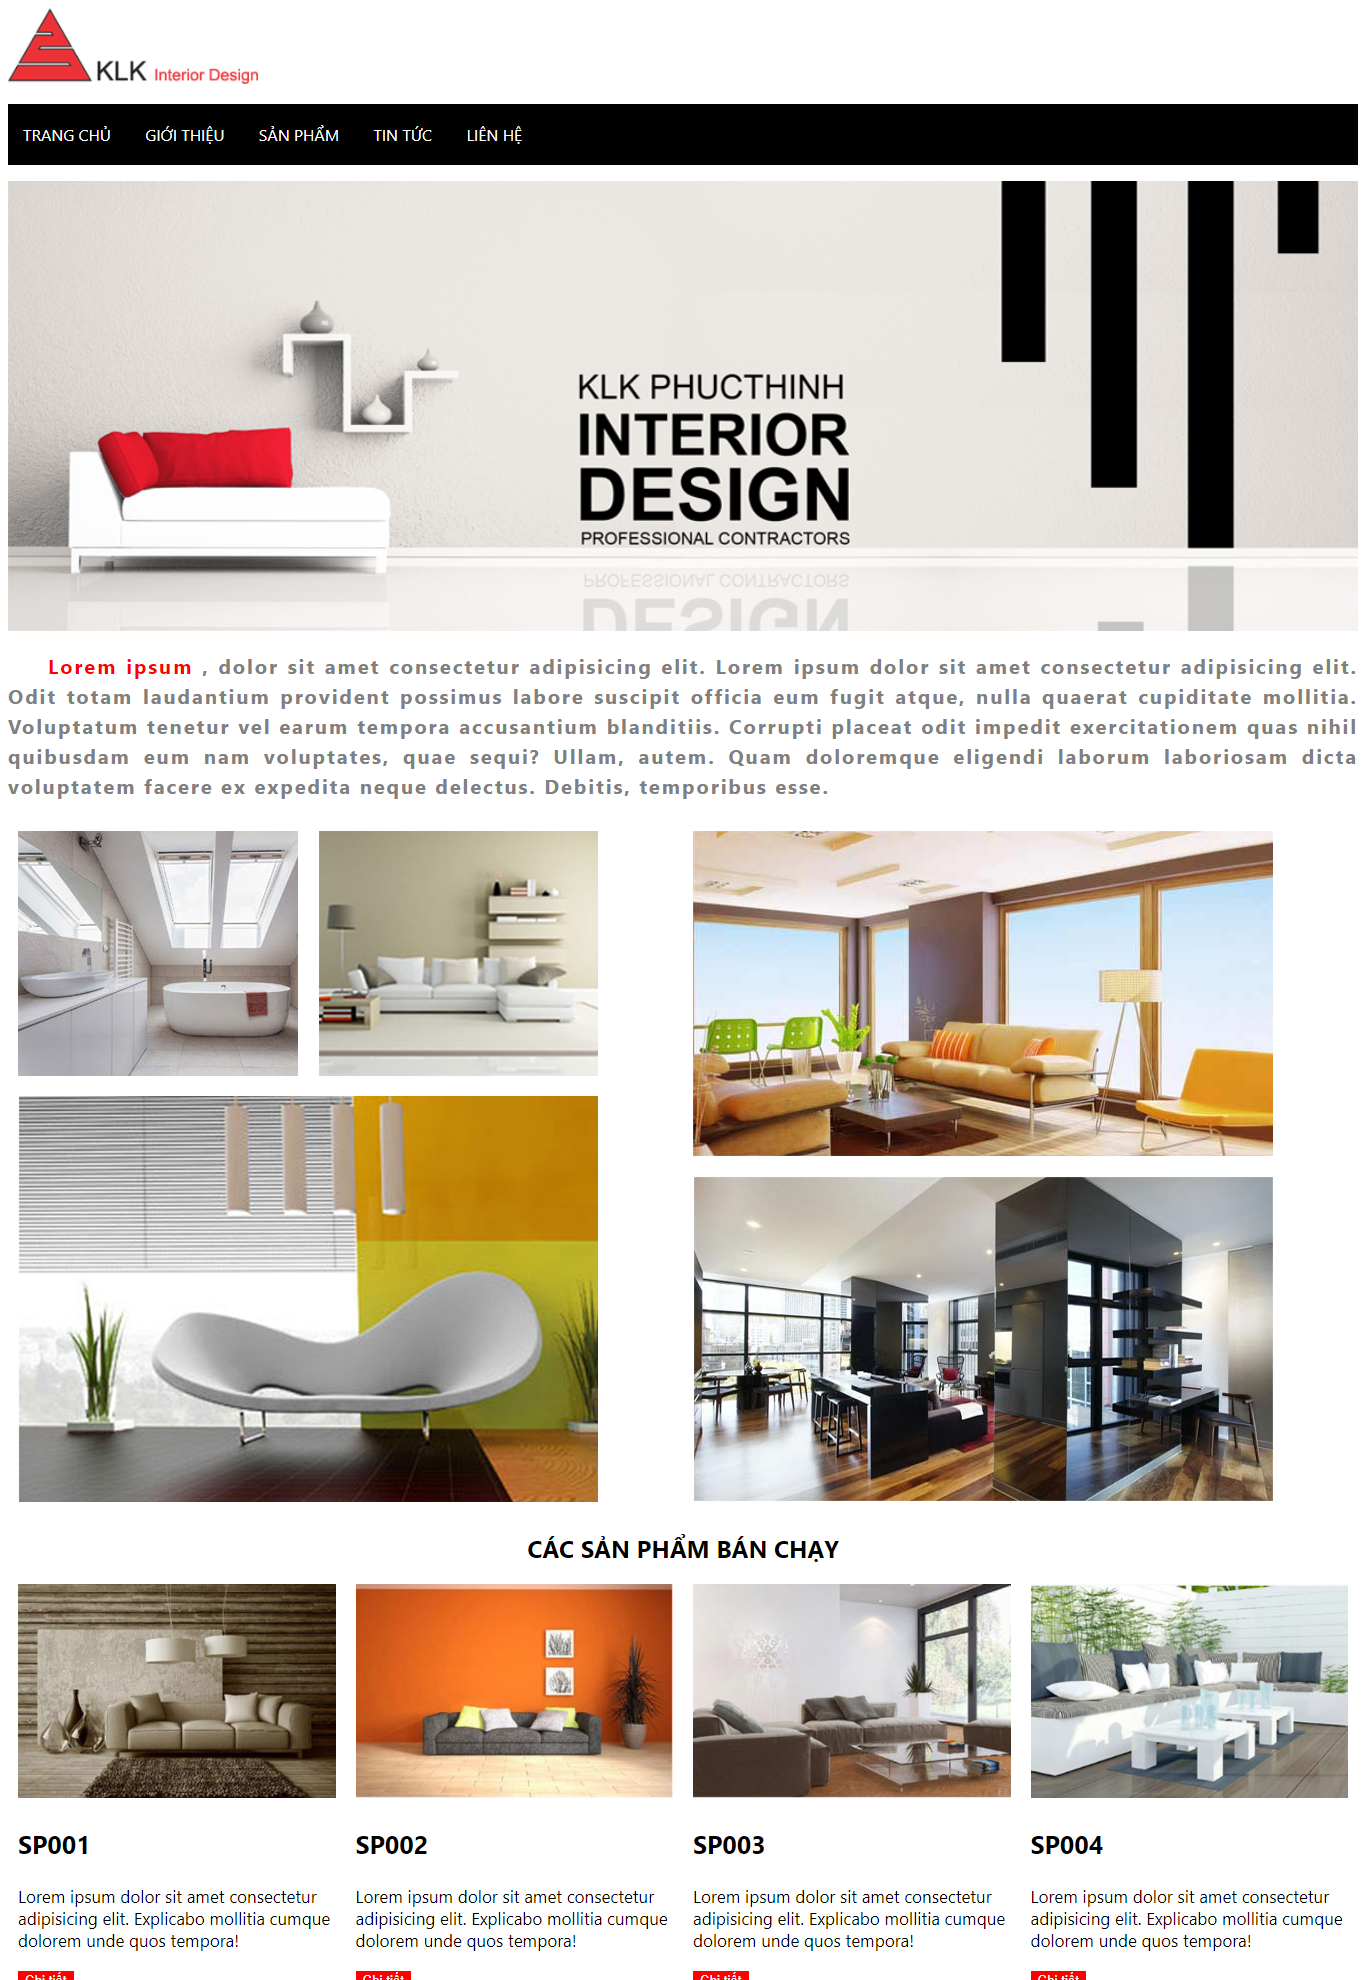 KLK Interior Design
TRANG CHỦ GIỚI THIỆU SẢN PHẨM TIN TỨC LIÊN HỆ
KLK PHUCTHINH
INTERIOR
DESIGN
PROFESSIONAL CONTRACTORS
PROFESSIONAL CONTRACTORS
DESIGN
Lorem ipsum , dolor sit amet consectetur adipisicing elit. Lorem ipsum dolor sit amet consectetur adipisicing elit.
Odit totam laudantium provident possimus labore suscipit officia eum fugit atque, nulla quaerat cupiditate mollitia.
Voluptatum tenetur vel earum tempora accusantium blanditiis. Corrupti placeat odit impedit exercitationem quas nihil
quibusdam eum nam voluptates, quae sequi? Ullam, autem. Quam doloremque eligendi laborum laboriosam dicta
voluptatem facere ex expedita neque delectus. Debitis, temporibus esse.
CÁC SẢN PHẨM BÁN CHẠY
SP001
Lorem ipsum dolor sit amet consectetur
adipisicing elit. Explicabo mollitia cumque
dolorem unde quos tempora!
Chi tiết
SP002
Lorem ipsum dolor sit amet consectetur
adipisicing elit. Explicabo mollitia cumque
dolorem unde quos tempora!
Chi tiết
SP003
Lorem ipsum dolor sit amet consectetur
adipisicing elit. Explicabo mollitia cumque
dolorem unde quos tempora!
Chi tiết
SP004
Lorem ipsum dolor sit amet consectetur
adipisicing elit. Explicabo mollitia cumque
dolorem unde quos tempora!
Chi tiết